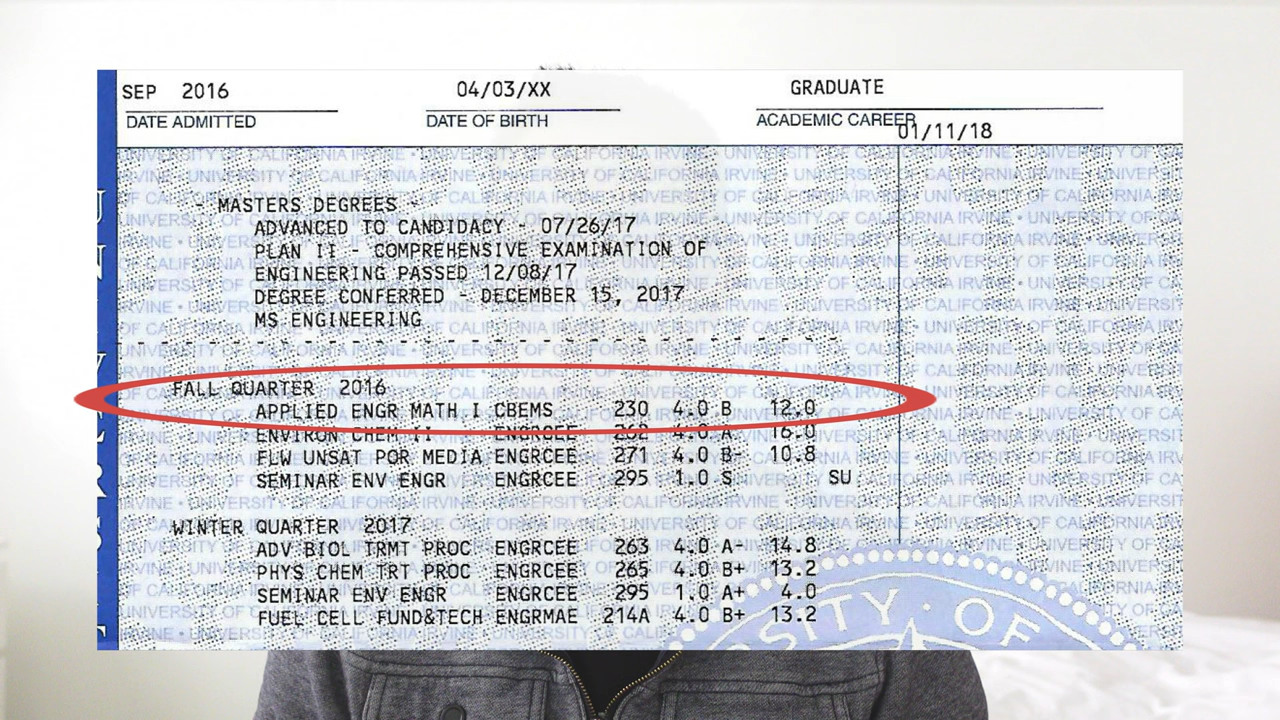 SEP 2016 04/03/XX GRADUATE
DATE ADMITTED DATE OF BIRTH ACADEMIC CAREER
01/11/18
MASTERS DEGREES -
ADVANCED TO CANDIDACY - 07/26/17
PLAN II - COMPREHENSIVE EXAMINATION OF
ENGINEERING PASSED 12/08/17
DEGREE CONFERRED - DECEMBER 15, 2017
MS ENGINEERING
FALL QUARTER 2016
APPLIED ENGR MATH I CBEMS 230 4.0 B 12.0
ENVIRON CHEM II ENGRCEE 262 4.0 A 16.0
FLW UNSAT POR MEDIA ENGRCEE 271 4.0 B- 10.8
SEMINAR ENV ENGR ENGRCEE 295 1.0 S SU
WINTER QUARTER 2017
ADV BIOL TRMT PROC ENGRCEE 263 4.0 A- 14.8
PHYS CHEM TRT PROC ENGRCEE 265 4.0 B+ 13.2
SEMINAR ENV ENGR ENGRCEE 295 1.0 A+ 4.0
FUEL CELL FUND&TECH ENGRMAE 214A 4.0 B+ 13.2
SITY · OF